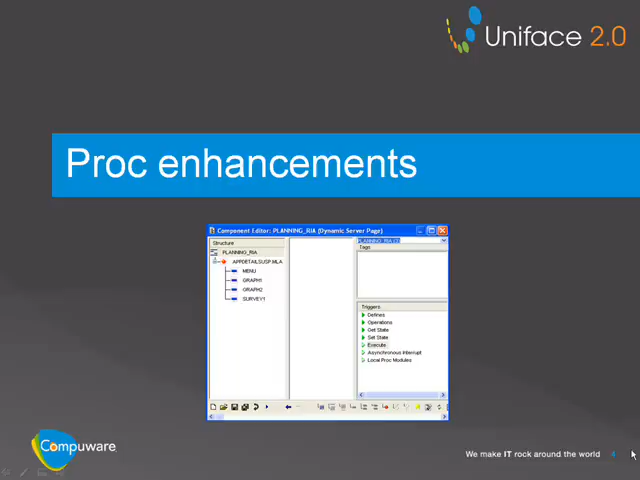 Uniface 2.0
Proc enhancements
Component Editor: PLANNING_RIA (Dynamic Server Page)
Structure
PLANNING_RIA
Tags
APPDETAILSUSP.MLA
MENU
GRAPH1
GRAPH2
SURVEY1
Triggers
Defines
Operations
Get State
Set State
Execute
Asynchronous Interrupt
Local Proc Modules
Compuware
We make IT rock around the world 4